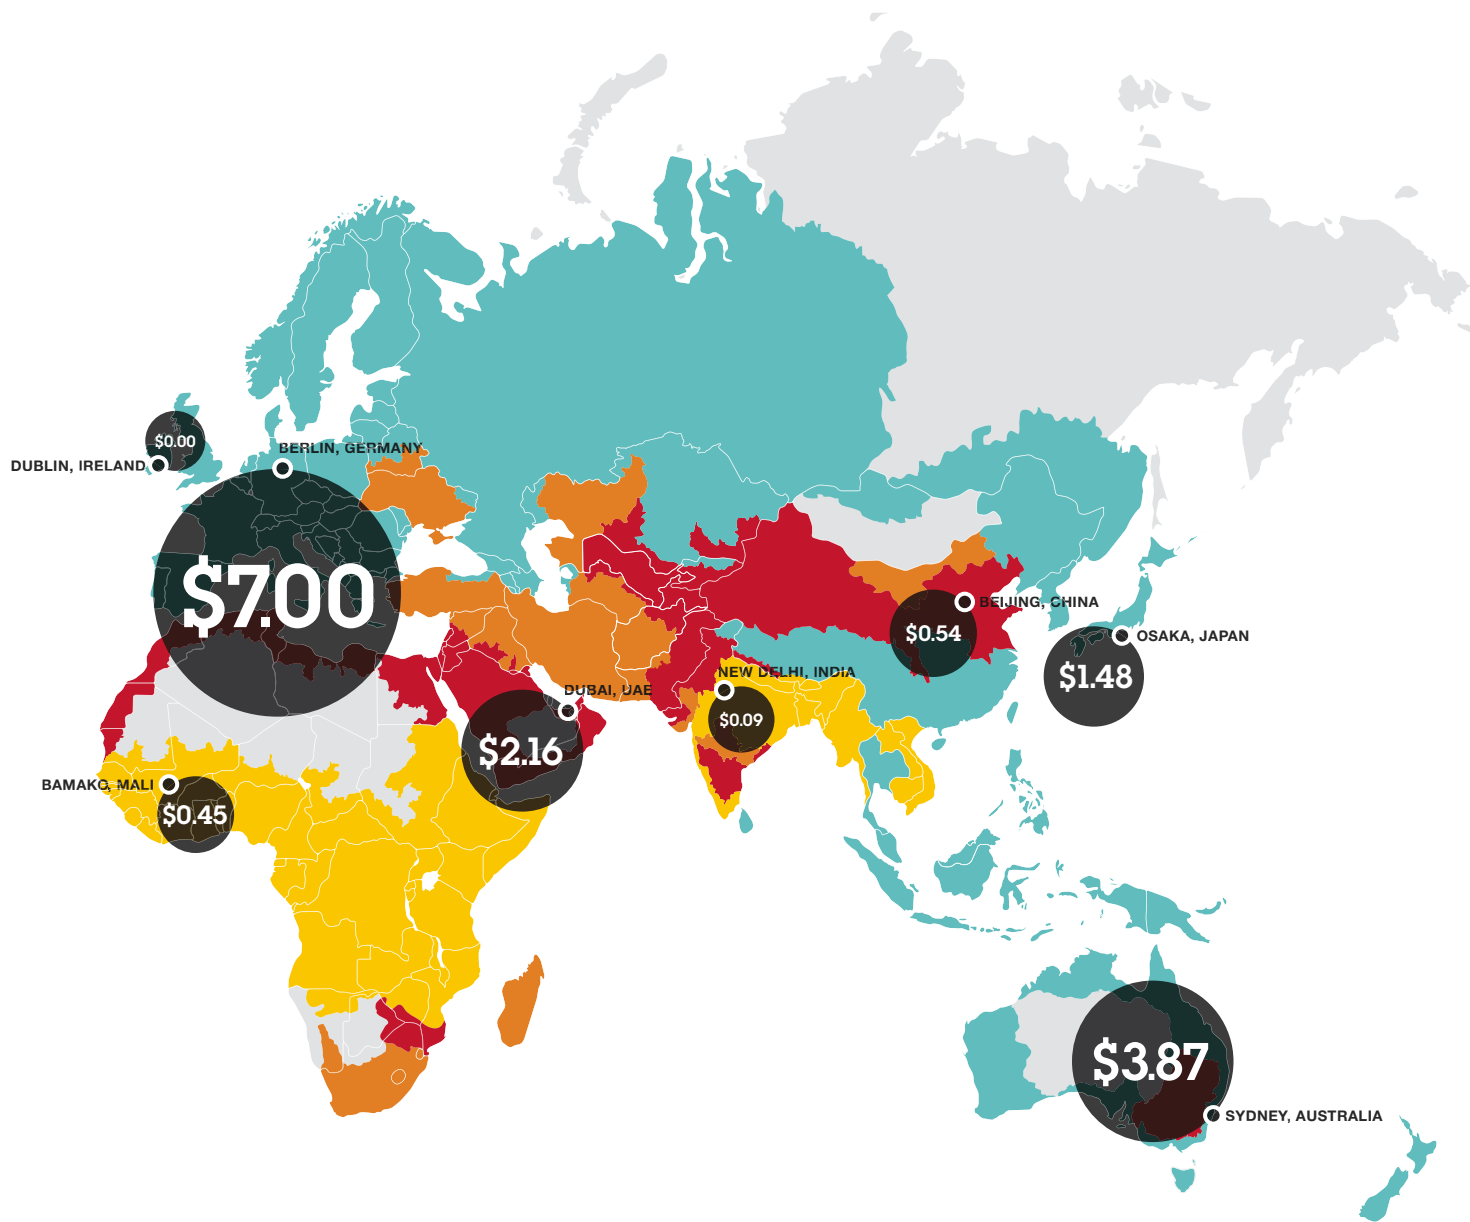 $0.00
BERLIN, GERMANY
DUBLIN, IRELAND
$7.00
BEIJING, CHINA
$0.54
OSAKA, JAPAN
$1.48
NEW DELHI, INDIA
$0.09
DUBAI, UAE
$2.16
BAMAKO, MALI
$0.45
$3.87
SYDNEY, AUSTRALIA